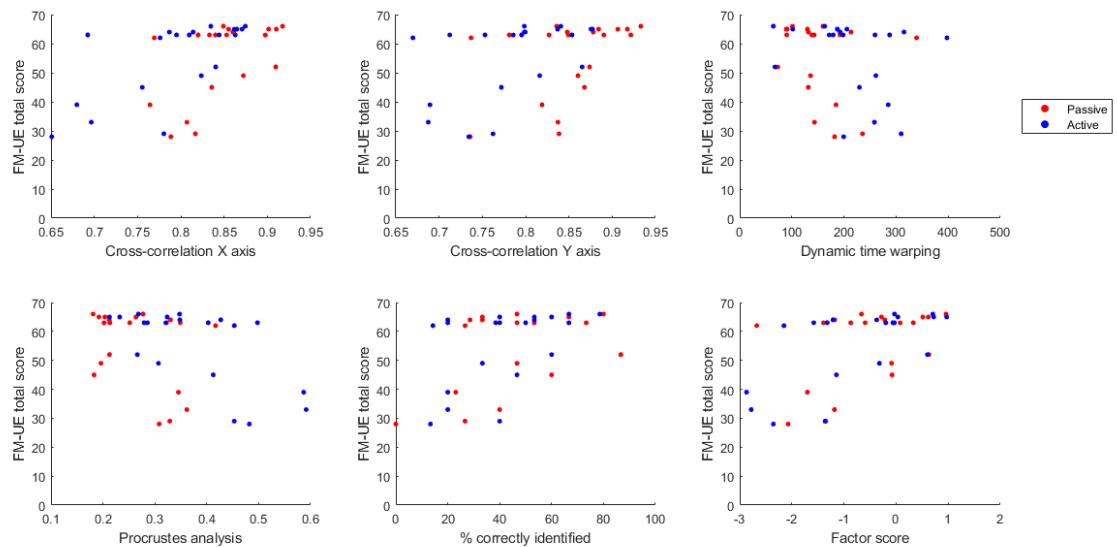 FM-UE total score
70
60
50
40
30
20
10
0
0.65 0.7 0.75 0.8 0.85 0.9 0.95
Cross-correlation X axis
FM-UE total score
70
60
50
40
30
20
10
0
0.65 0.7 0.75 0.8 0.85 0.9 0.95
Cross-correlation Y axis
FM-UE total score
70
60
50
40
30
20
10
0
0 100 200 300 400 500
Dynamic time warping
Passive
Active
FM-UE total score
70
60
50
40
30
20
10
0
0.1 0.2 0.3 0.4 0.5 0.6
Procrustes analysis
FM-UE total score
70
60
50
40
30
20
10
0
0 20 40 60 80 100
% correctly identified
FM-UE total score
70
60
50
40
30
20
10
0
-3 -2 -1 0 1 2
Factor score